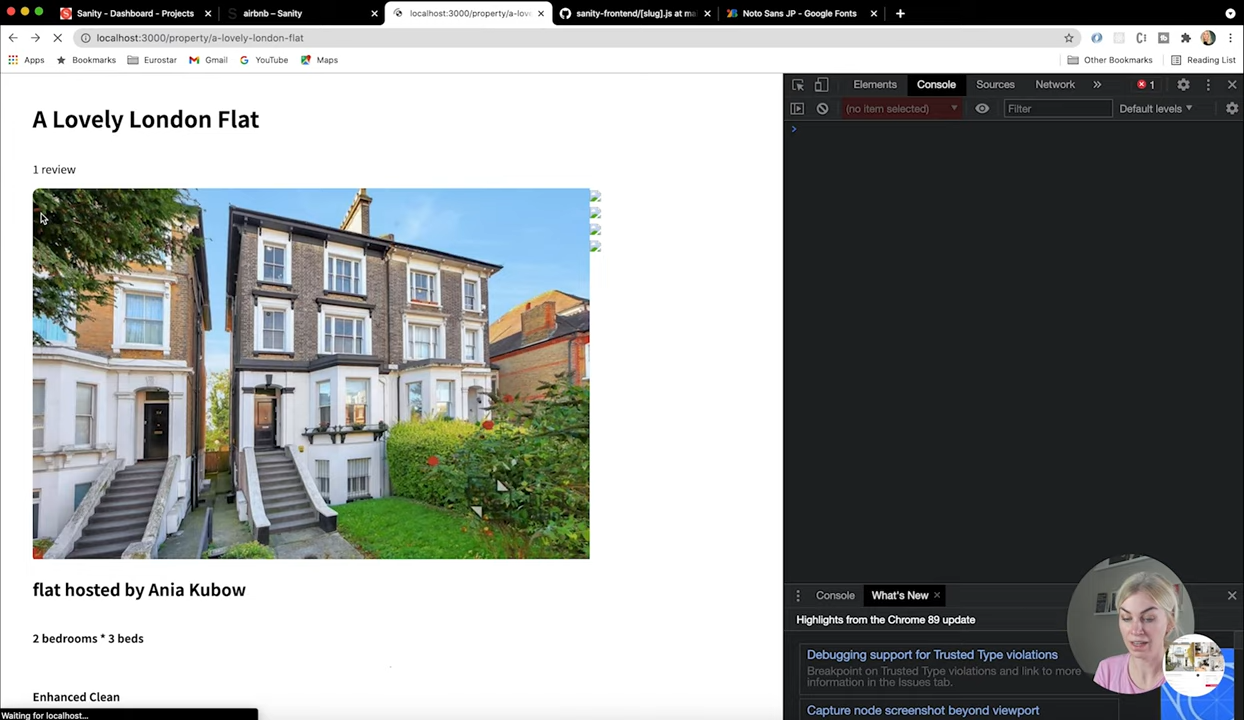 Sanity - Dashboard - Projects
airbnb – Sanity
localhost:3000/property/a-lov
sanity-frontend/[slug].js at ma
Noto Sans JP - Google Fonts
localhost:3000/property/a-lovely-london-flat
Apps
Bookmarks
Eurostar
Gmail
YouTube
Maps
Other Bookmarks
Reading List
A Lovely London Flat
1 review
flat hosted by Ania Kubow
2 bedrooms * 3 beds
Enhanced Clean
Waiting for localhost...
Elements
Console
Sources
Network
1
(no item selected)
Filter
Default levels
Console
What's New
Highlights from the Chrome 89 update
Debugging support for Trusted Type violations
Breakpoint on Trusted Type violations and link to more
information in the Issues tab.
Capture node screenshot beyond viewport